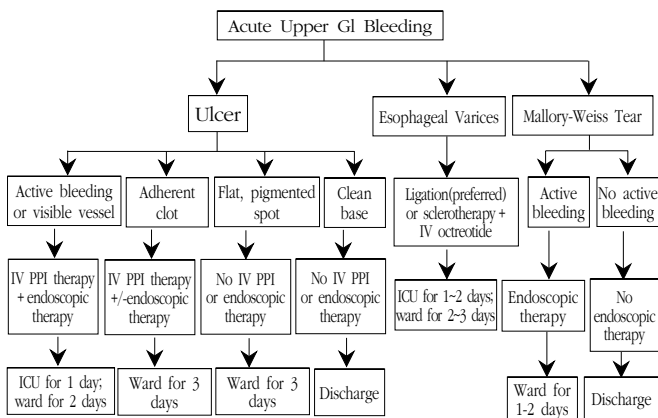 Acute Upper Gl Bleeding
Ulcer
Esophageal Varices
Mallory-Weiss Tear
Active bleeding
or visible vessel
Adherent
clot
Flat, pigmented
spot
Clean
base
Ligation(preferred)
or sclerotherapy +
IV octreotide
Active
bleeding
No active
bleeding
IV PPI therapy
+ endoscopic
therapy
IV PPI therapy
+/-endoscopic
therapy
No IV PPI
or endoscopic
therapy
No IV PPI
or endoscopic
therapy
ICU for 1~2 days;
ward for 2~3 days
Endoscopic
therapy
No
endoscopic
therapy
ICU for 1 day;
ward for 2 days
Ward for 3
days
Ward for 3
days
Discharge
Ward for
1-2 days
Discharge